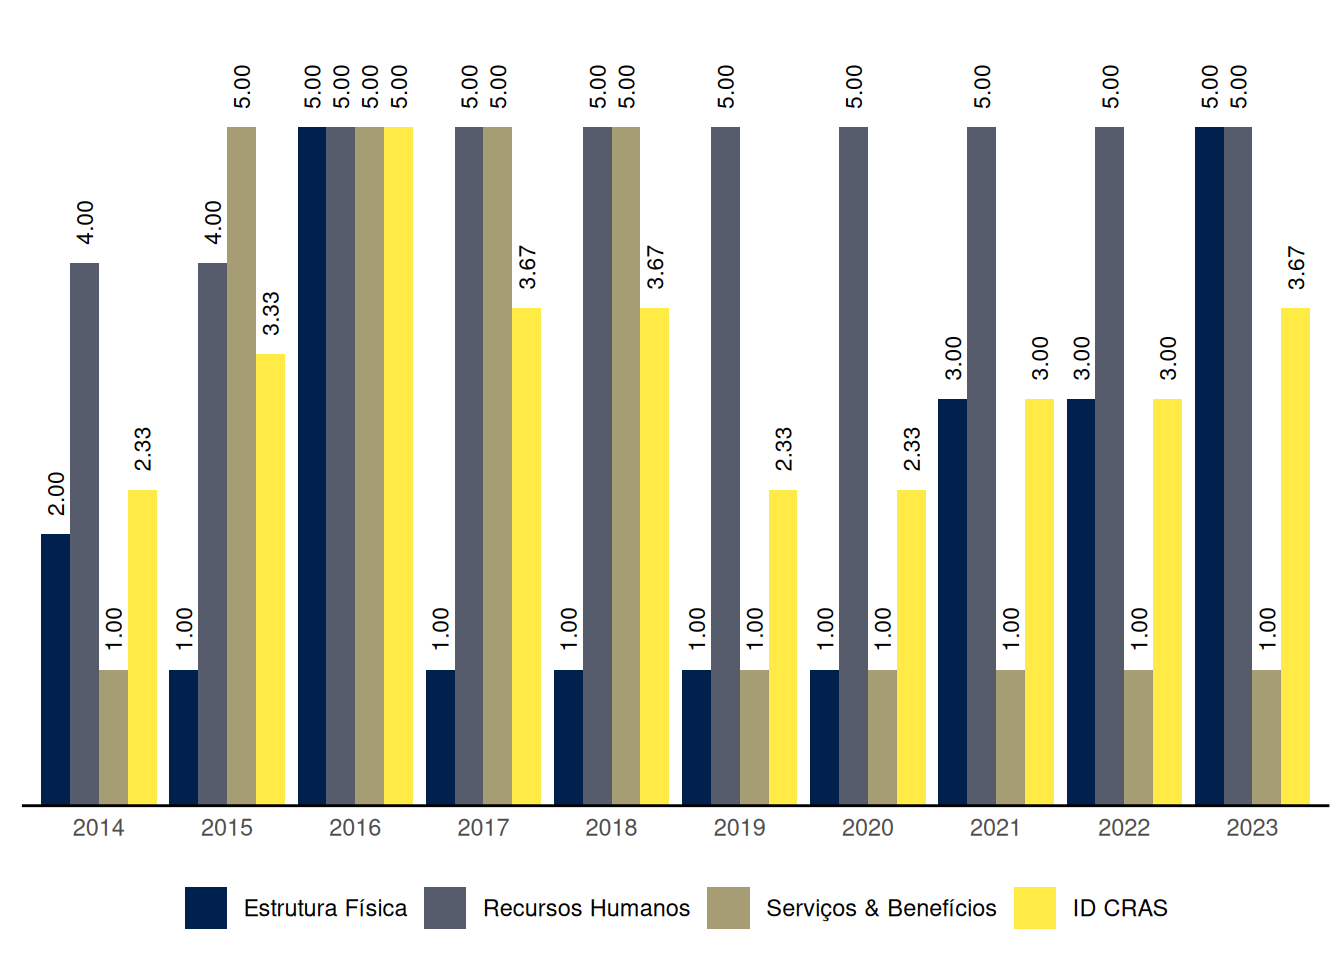 2.00 4.00 1.00 2.33 1.00 4.00 5.00 3.33 5.00 5.00 5.00 5.00 1.00 5.00 5.00 3.67 1.00 5.00 5.00 3.67 1.00 5.00 1.00 2.33 1.00 5.00 1.00 2.33 3.00 5.00 1.00 3.00 3.00 5.00 1.00 3.00 5.00 5.00 1.00 3.67
2014 2015 2016 2017 2018 2019 2020 2021 2022 2023
Estrutura Física Recursos Humanos Serviços & Benefícios ID CRAS